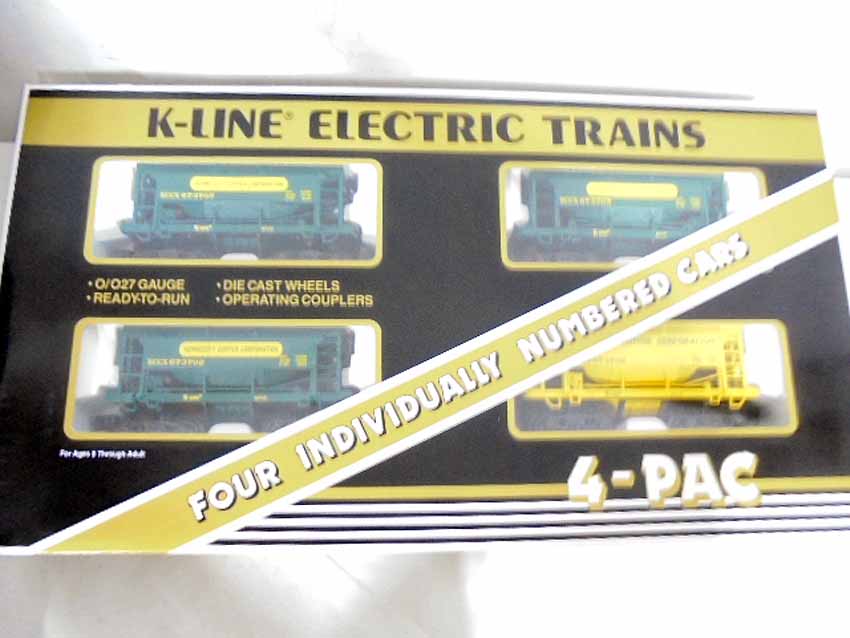 K-LINE® ELECTRIC TRAINS
• O/O27 GAUGE
• READY-TO-RUN
• DIE CAST WHEELS
• OPERATING COUPLERS
FOUR INDIVIDUALLY NUMBERED CARS
For Ages 8 Through Adult
4-PAC